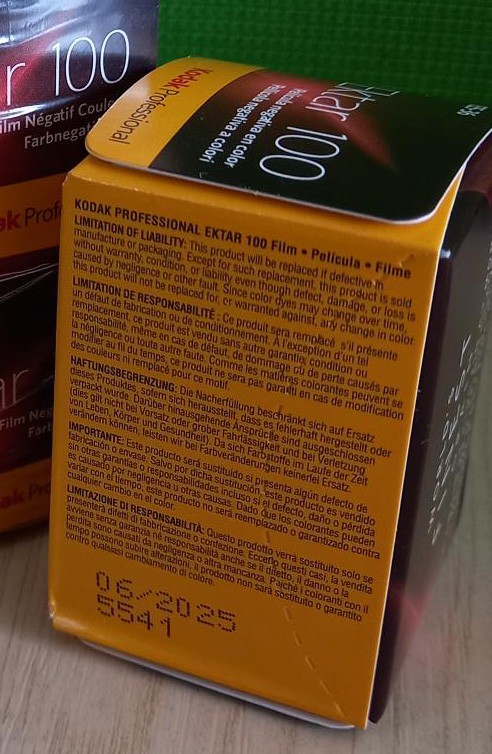 r 100
ilm Négatif Coule
Farbnegat
ak Prof
ar
Film Neg
Farb
ak Pro
Kodak Professional
Ektar 100
Película negativa en color
Pellicola negativa a colori
KODAK PROFESSIONAL EKTAR 100 Film • Película • Filme
LIMITATION OF LIABILITY: This product will be replaced if defective in
manufacture or packaging. Except for such replacement, this product is sold
without warranty, condition, or liability even though defect, damage, or loss is
caused by negligence or other fault. Since color dyes may change over time,
this product will not be replaced for, or warranted against, any change in color
LIMITATION DE RESPONSABILITÉ : Ce produit sera remplacé s'il présente
un défaut de fabrication ou de conditionnement. À l'exception d'un tel
remplacement, ce produit est vendu sans autre garantie, condition ou
responsabilité, même en cas de défaut, de dommage ou de perte causés par
la négligence ou toute autre faute. Comme les matières colorantes peuvent se
modifier au fil du temps, ce produit ne sera pas garanti en cas de modification
des couleurs ni remplacé pour ce motif.
HAFTUNGSBEGRENZUNG: Die Nacherfüllung beschränkt sich auf Ersatz
dieses Produktes, sofern sich herausstellt, dass es fehlerhaft hergestellt oder
verpackt wurde. Darüber hinausgehende Ansprüche sind ausgeschlossen
(dies gilt nicht bei Vorsatz oder grober Fahrlässigkeit und bei Verletzung
von Leben, Körper und Gesundheit). Da sich Farbstoffe im Laufe der Zeit
verändern können, leisten wir bei Farbveränderungen keinerlei Ersatz.
IMPORTANTE: Este producto será sustituido si presenta algún defecto de
fabricación o envase. Salvo por dicha sustitución, este producto es vendido
sin otras garantías o responsabilidades incluso si el defecto, daño o pérdida
es causado por negligencia u otras causas. Dado que los colorantes pueden
variar con el tiempo, este producto no será reemplazado o garantizado contra
cualquier cambio en el color.
LIMITAZIONE DI RESPONSABILITÀ: Questo prodotto verrà sostituito solo se
presenterà difetti di fabbricazione o confezione. Eccetto questi casi, la vendita
avviene senza garanzia né responsabilità anche se il difetto, il danno o la
perdita sono causati da negligenza o altra mancanza. Paichè i coloranti con il
tempo possono subire alterazioni, il prodotto non sarà sostituito o garantito
contro qualsiasi cambiamento di colore.
06/2025
5541